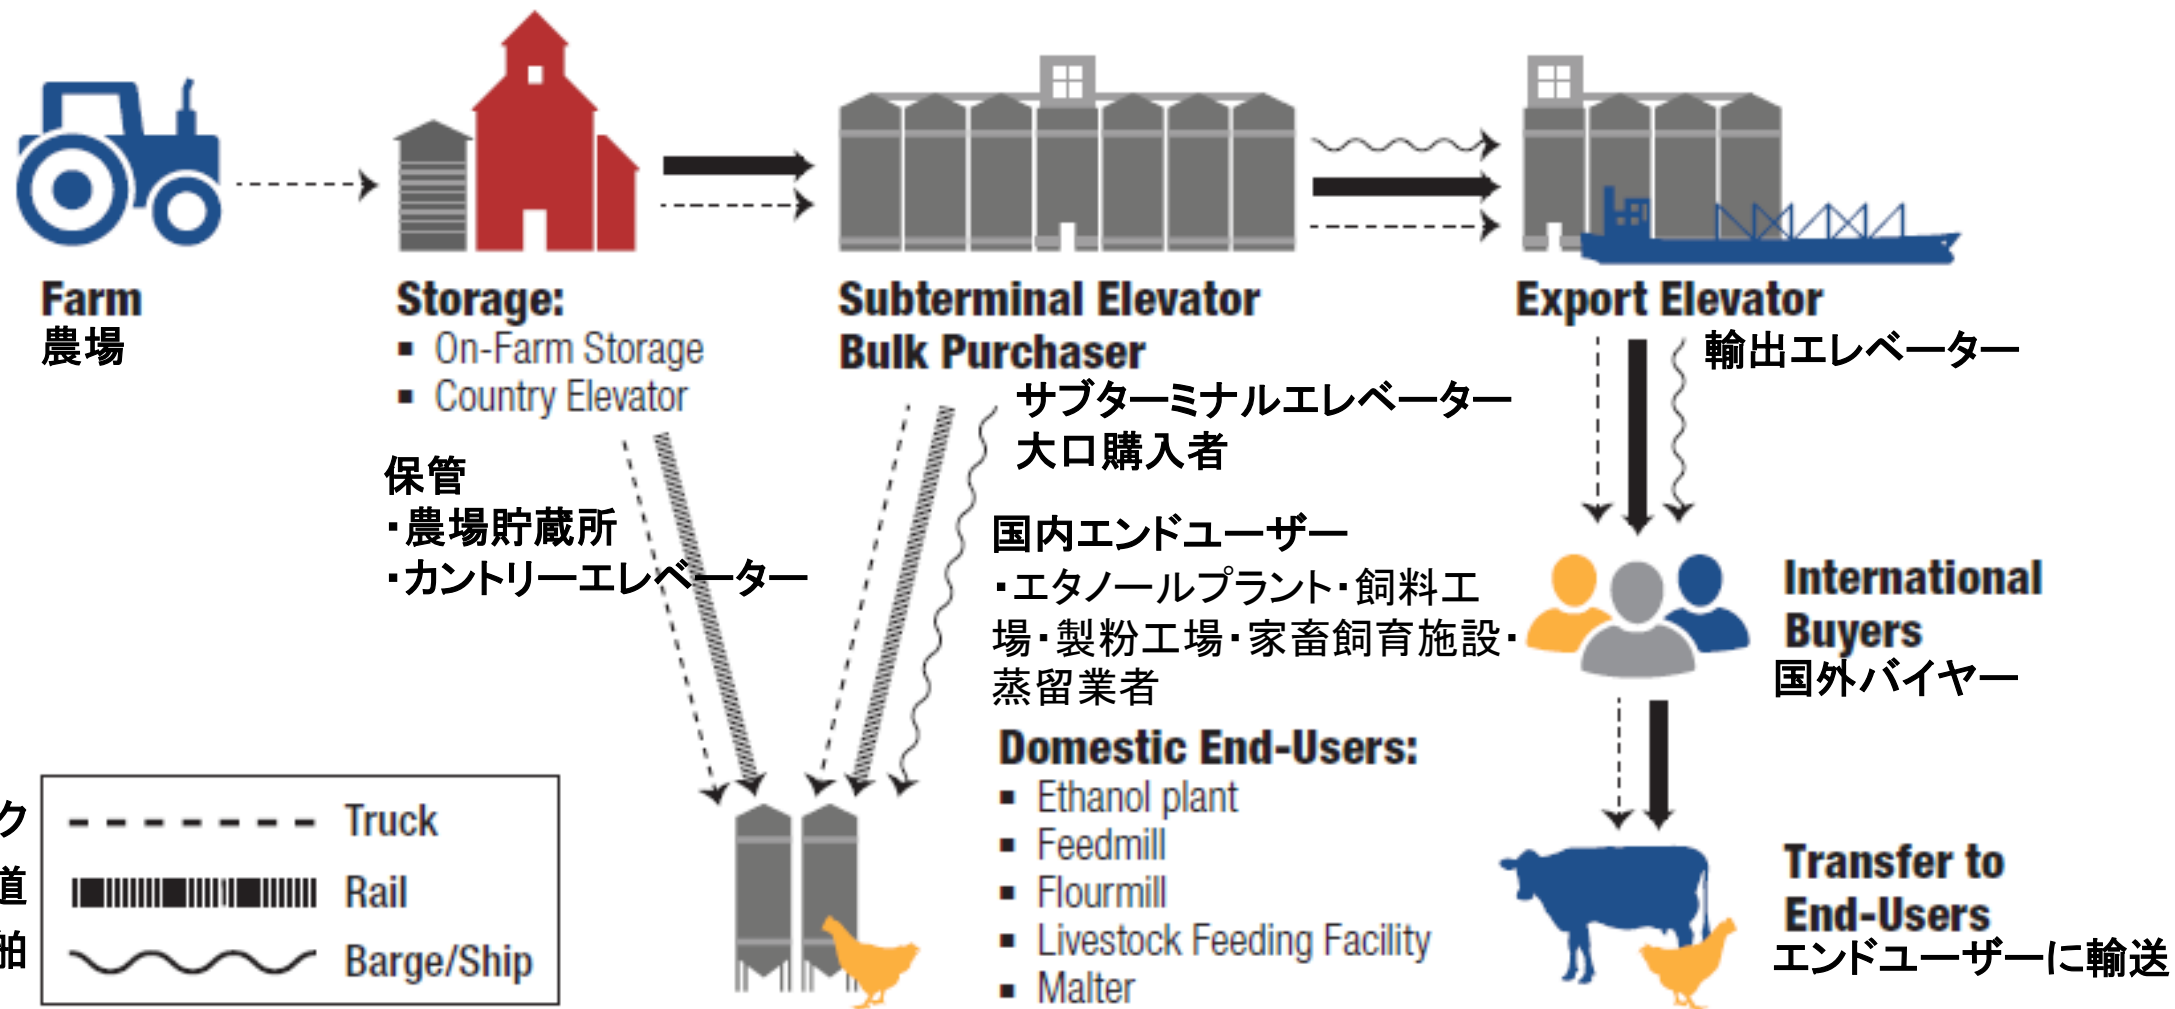 Farm
農場
Storage:
▪ On-Farm Storage
▪ Country Elevator
保管
・農場貯蔵所
・カントリーエレベーター
Subterminal Elevator
Bulk Purchaser
サブターミナルエレベーター
大口購入者
Export Elevator
輸出エレベーター
国内エンドユーザー
・エタノールプラント・飼料工
場・製粉工場・家畜飼育施設・
蒸留業者
Domestic End-Users:
▪ Ethanol plant
▪ Feedmill
▪ Flourmill
▪ Livestock Feeding Facility
▪ Malter
International
Buyers
国外バイヤー
Transfer to
End-Users
エンドユーザーに輸送
ク Truck
道 Rail
舶 Barge/Ship